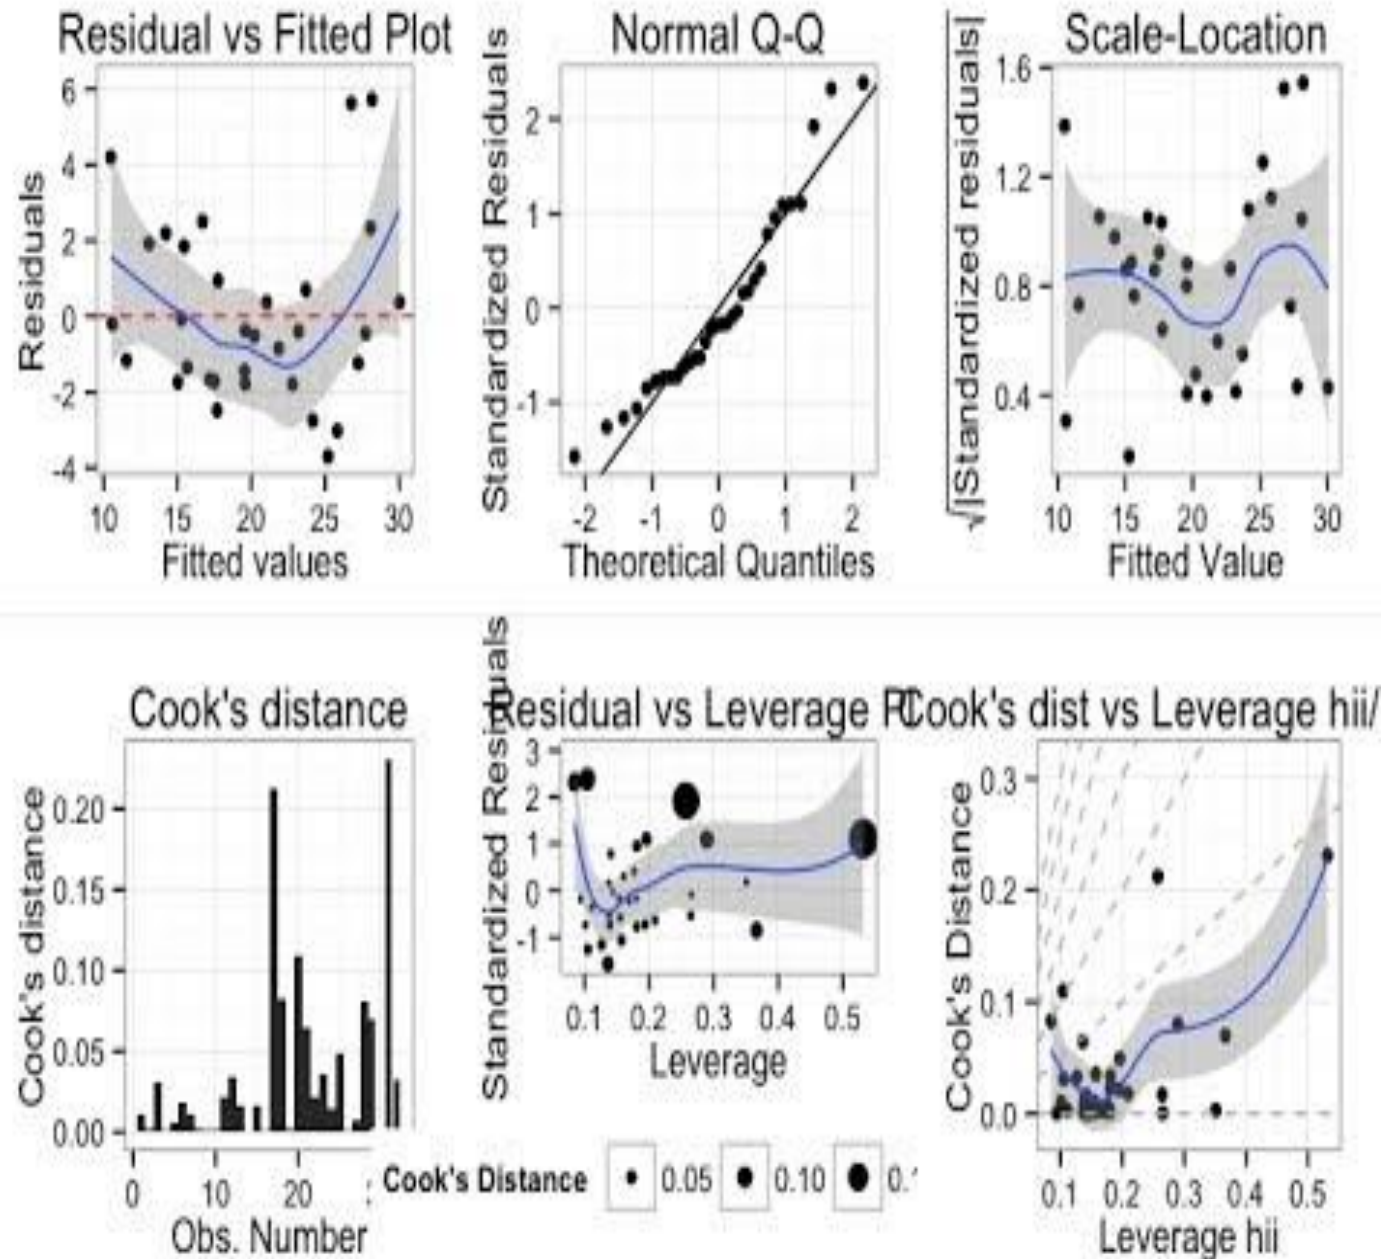 Residual vs Fitted Plot
Residuals
6
4
2
0
-2
-4
10 15 20 25 30
Fitted values
Normal Q-Q
Standardized Residuals
2
1
0
-1
-2 -1 0 1 2
Theoretical Quantiles
Scale-Location
√|Standardized residuals|
1.6
1.2
0.8
0.4
10 15 20 25 30
Fitted Value
Cook's distance
Cook's distance
0.20
0.15
0.10
0.05
0.00
0 10 20
Obs. Number
Residual vs Leverage
Standardized Residuals
3
2
1
0
-1
0.1 0.2 0.3 0.4 0.5
Leverage
Cook's Distance 0.05 0.10
Cook's dist vs Leverage hii/
Cook's Distance
0.3
0.2
0.1
0.0
0.1 0.2 0.3 0.4 0.5
Leverage hii